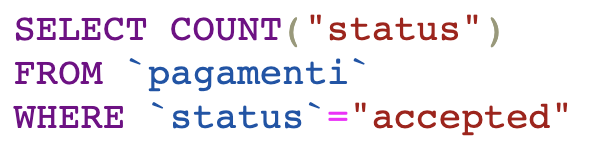 SELECT COUNT("status")
FROM `pagamenti`
WHERE `status`="accepted"